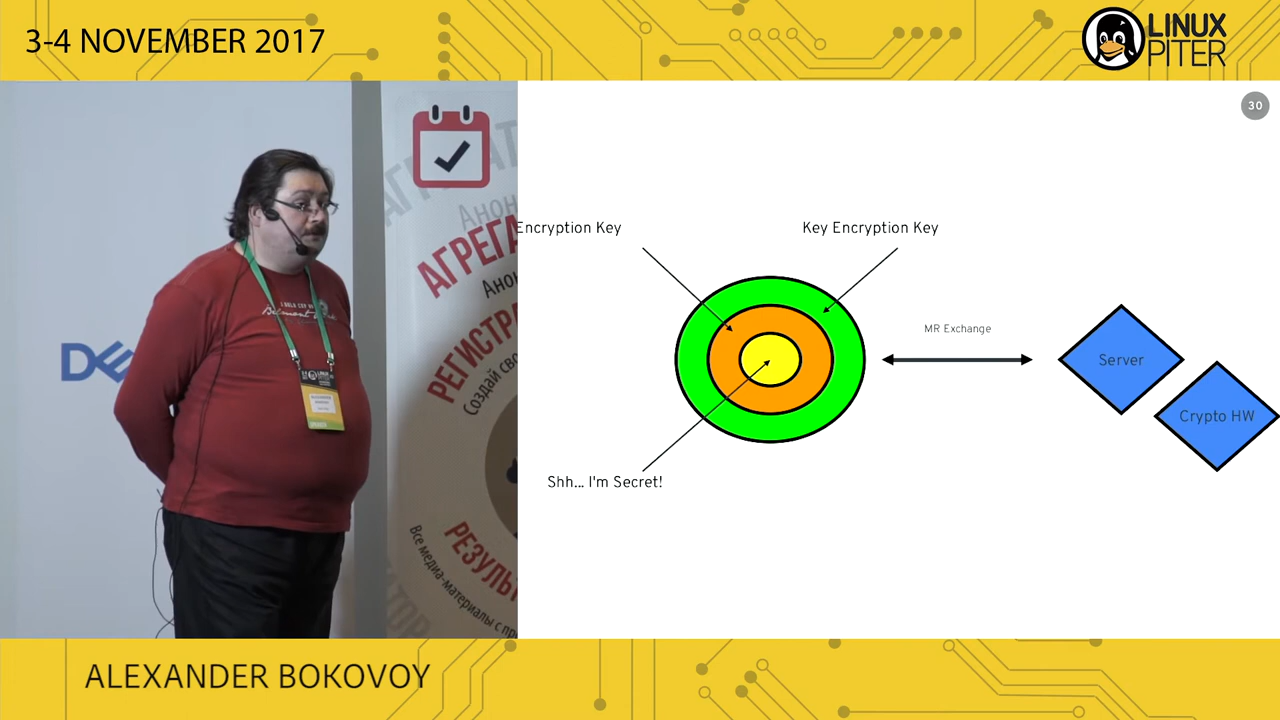 3-4 NOVEMBER 2017
LINUX
PITER
30
Encryption Key
Key Encryption Key
MR Exchange
Server
Crypto HW
Shh... I'm Secret!
DE
АГРЕГА
Анон
РЕГИСТРА
Создай сво
РЕЗУЛЬ
Все медиа-материалы с пр
ALEXANDER BOKOVOY